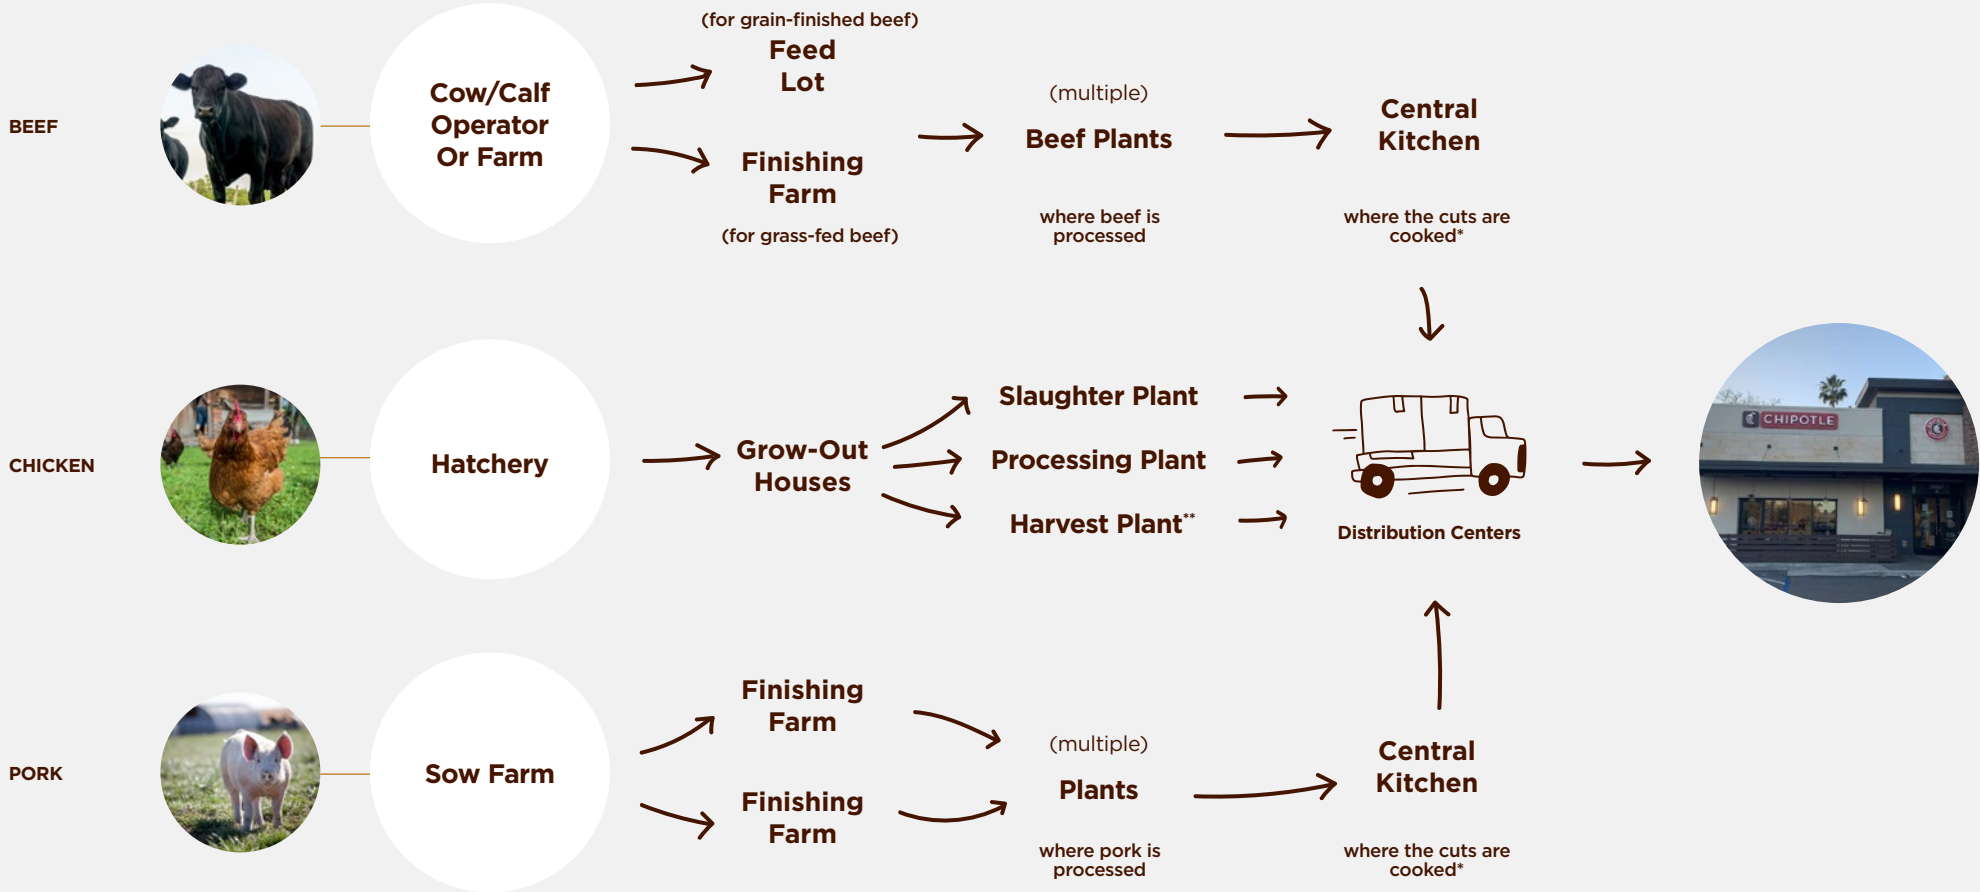 BEEF
Cow/Calf
Operator
Or Farm
(for grain-finished beef)
Feed
Lot
Finishing
Farm
(for grass-fed beef)
(multiple)
Beef Plants
where beef is
processed
Central
Kitchen
where the cuts are
cooked*
CHICKEN
Hatchery
Grow-Out
Houses
Slaughter Plant
Processing Plant
Harvest Plant**
Distribution Centers
CHIPOTLE
PORK
Sow Farm
Finishing
Farm
Finishing
Farm
(multiple)
Plants
where pork is
processed
Central
Kitchen
where the cuts are
cooked*